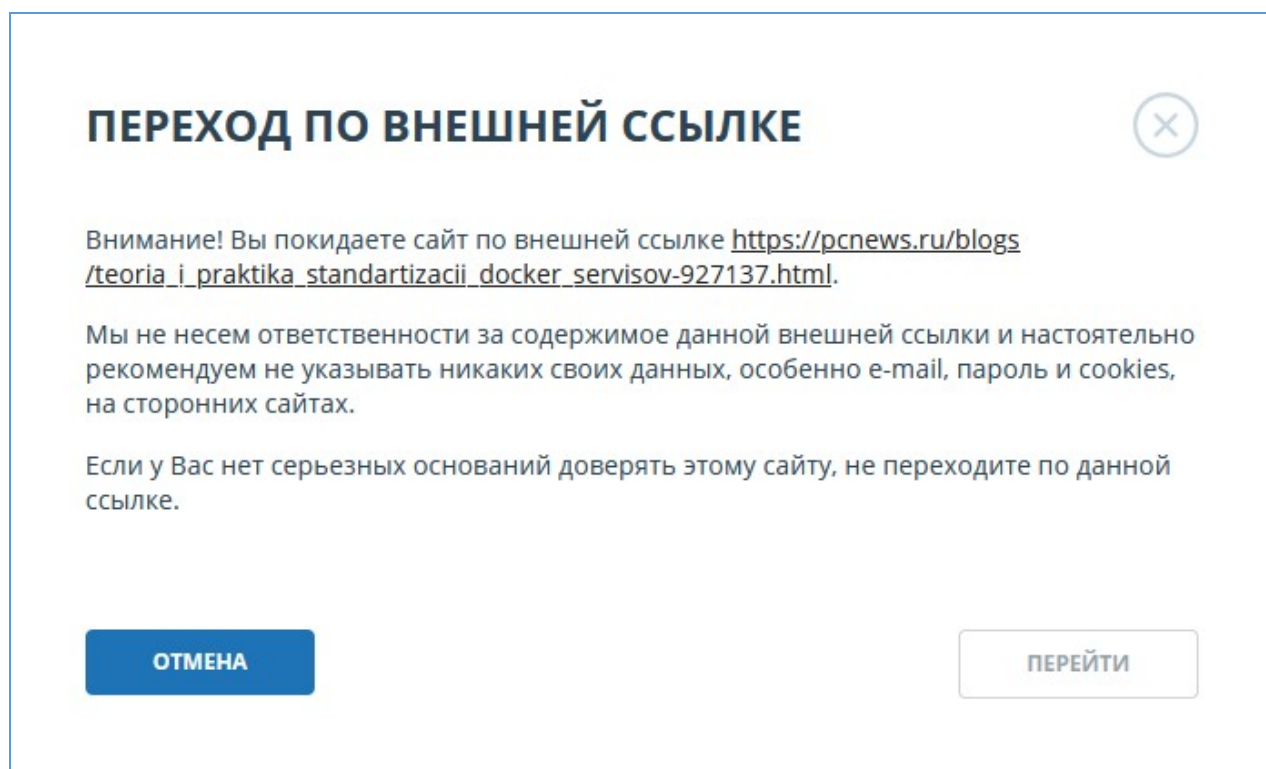 ПЕРЕХОД ПО ВНЕШНЕЙ ССЫЛКЕ
Внимание! Вы покидаете сайт по внешней ссылке https://pcnews.ru/blogs
/teoria_i_praktika_standartizacii_docker_servisov-927137.html.
Мы не несем ответственности за содержимое данной внешней ссылки и настоятельно
рекомендуем не указывать никаких своих данных, особенно e-mail, пароль и cookies,
на сторонних сайтах.
Если у Вас нет серьезных оснований доверять этому сайту, не переходите по данной
ссылке.
ОТМЕНА
ПЕРЕЙТИ